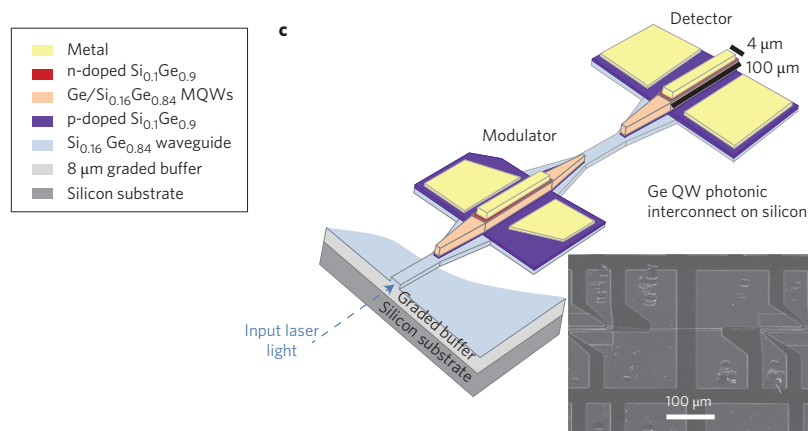 Metal
n-doped Si0.1Ge0.9
Ge/Si0.16Ge0.84 MQWs
p-doped Si0.1Ge0.9
Si0.16 Ge0.84 waveguide
8 μm graded buffer
Silicon substrate
c
Detector
4 μm
100 μm
Modulator
Ge QW photonic
interconnect on silicon
Input laser
light
Graded buffer
Silicon substrate
100 μm